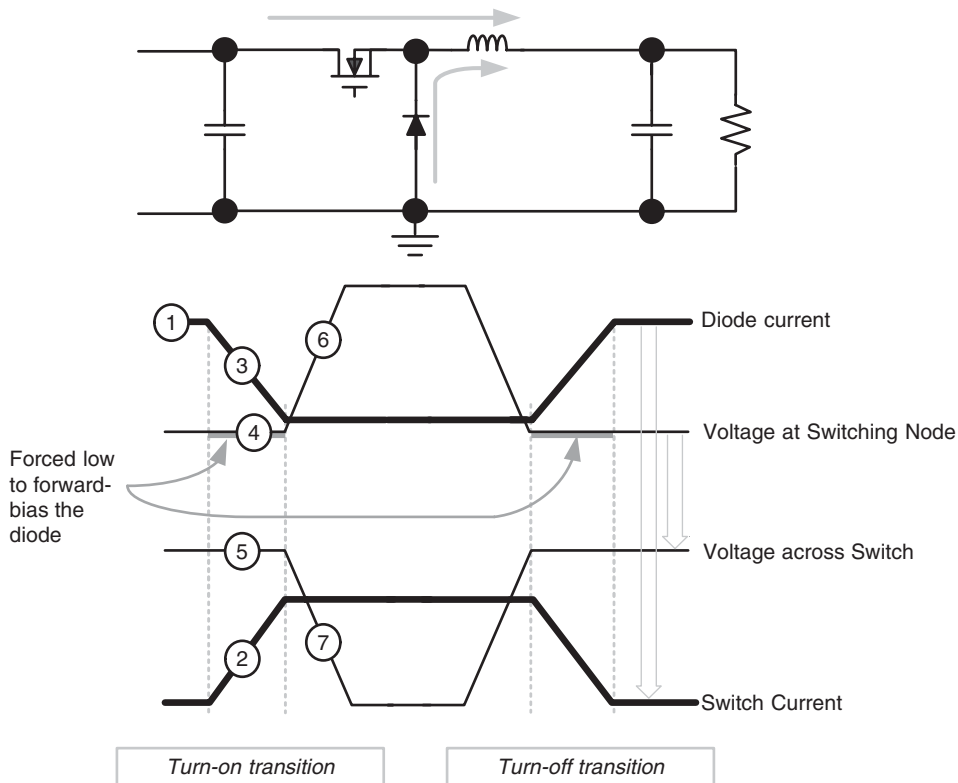 1
Diode current
6
3
4
Voltage at Switching Node
Forced low
to forward-
bias the
diode
5
Voltage across Switch
2
7
Switch Current
Turn-on transition
Turn-off transition